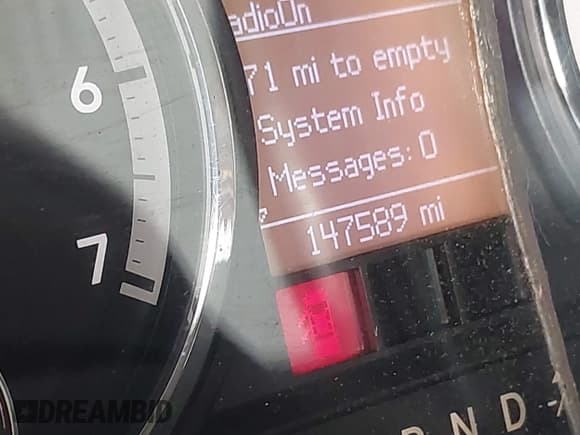 adioOn
71 mi to empty
System Info
Messages: 0
147589 mi
6
7
R N D
DREAMBID